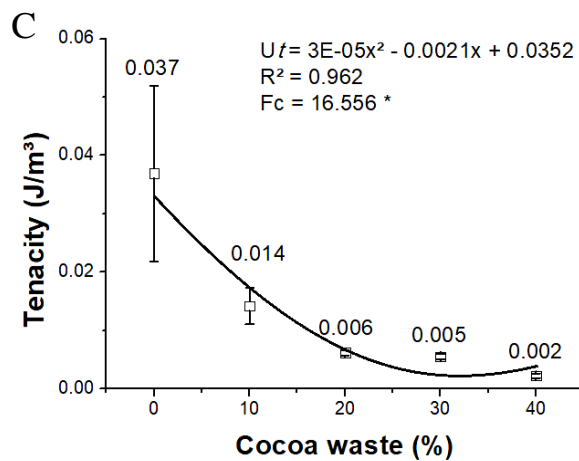 C
Ut = 3E-05x² - 0.0021x + 0.0352
R² = 0.962
Fc = 16.556 *
0.06
0.04
0.02
0.00
Tenacity (J/m³)
0.037
0.014
0.006
0.005
0.002
0 10 20 30 40
Cocoa waste (%)